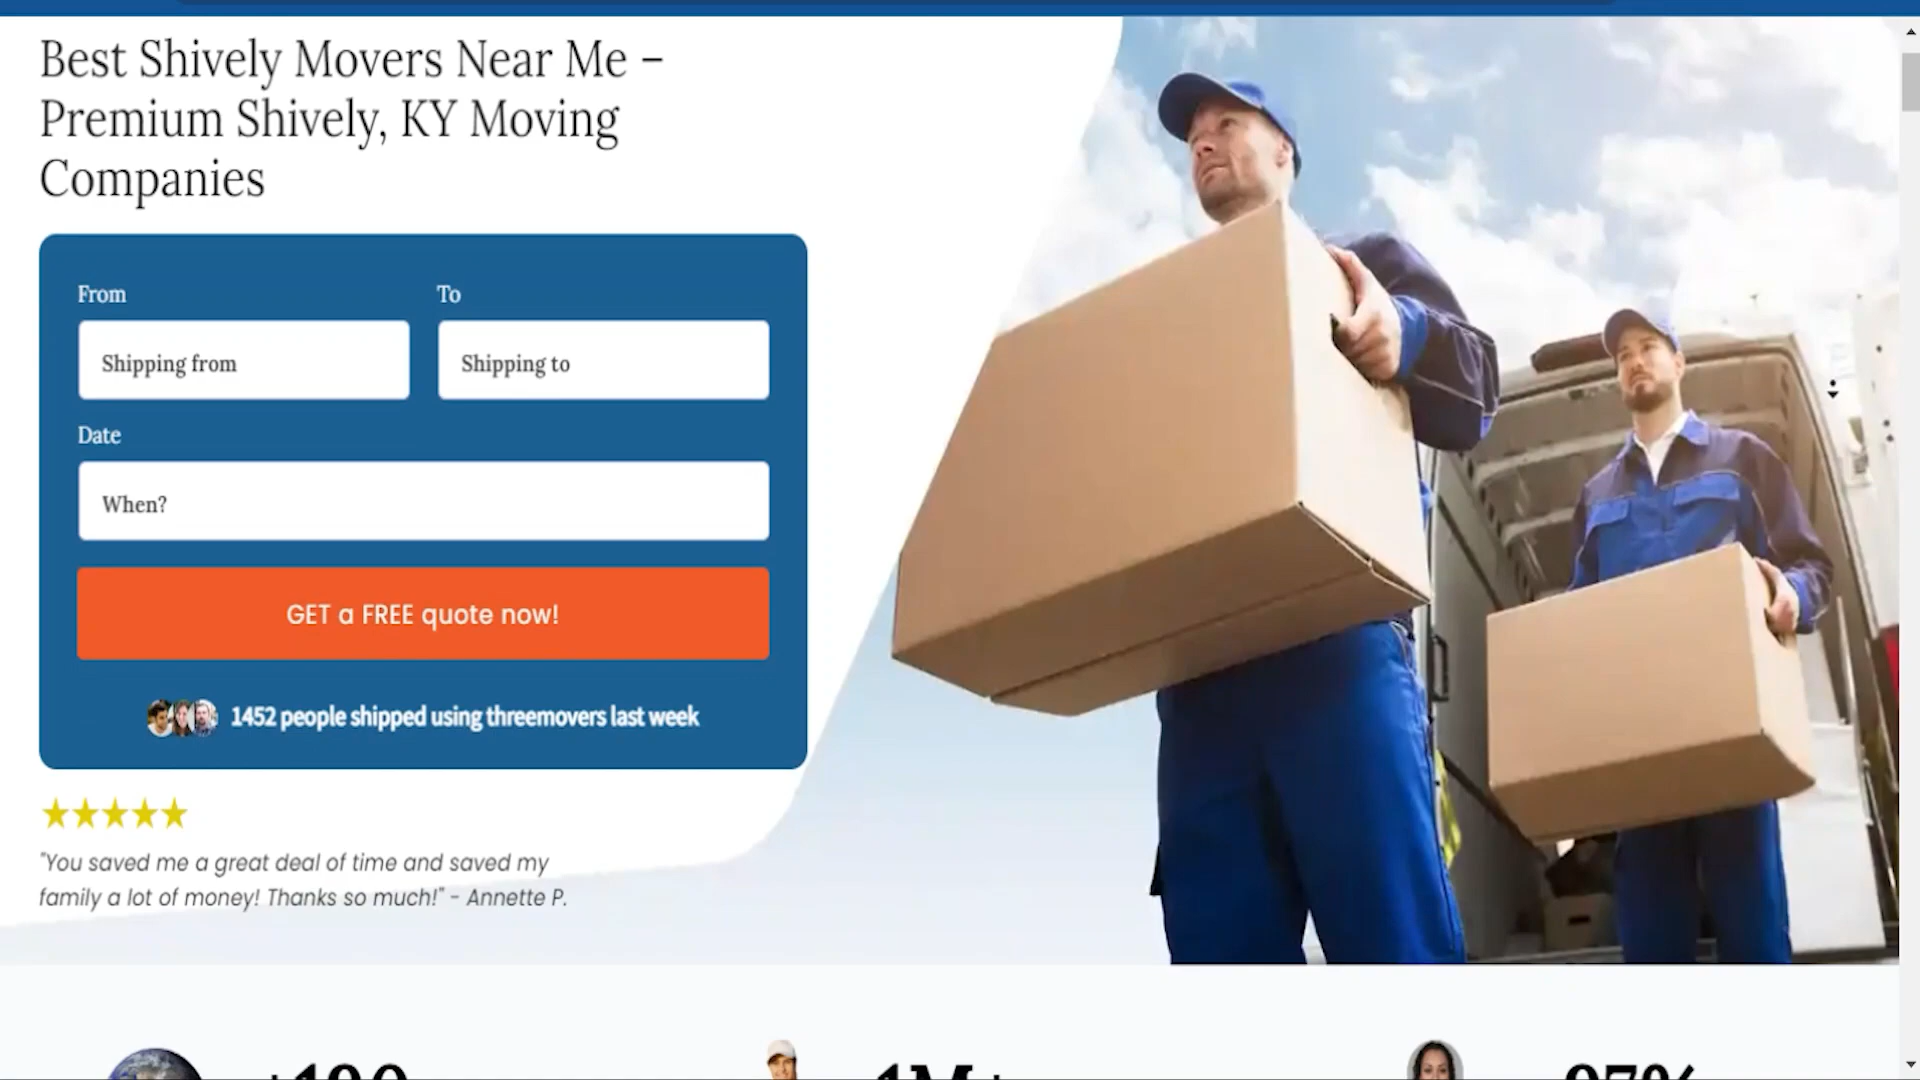 Best Shively Movers Near Me –
Premium Shively, KY Moving
Companies
From To
Shipping from Shipping to
Date
When?
GET a FREE quote now!
1452 people shipped using threemovers last week
"You saved me a great deal of time and saved my
family a lot of money! Thanks so much!" - Annette P.